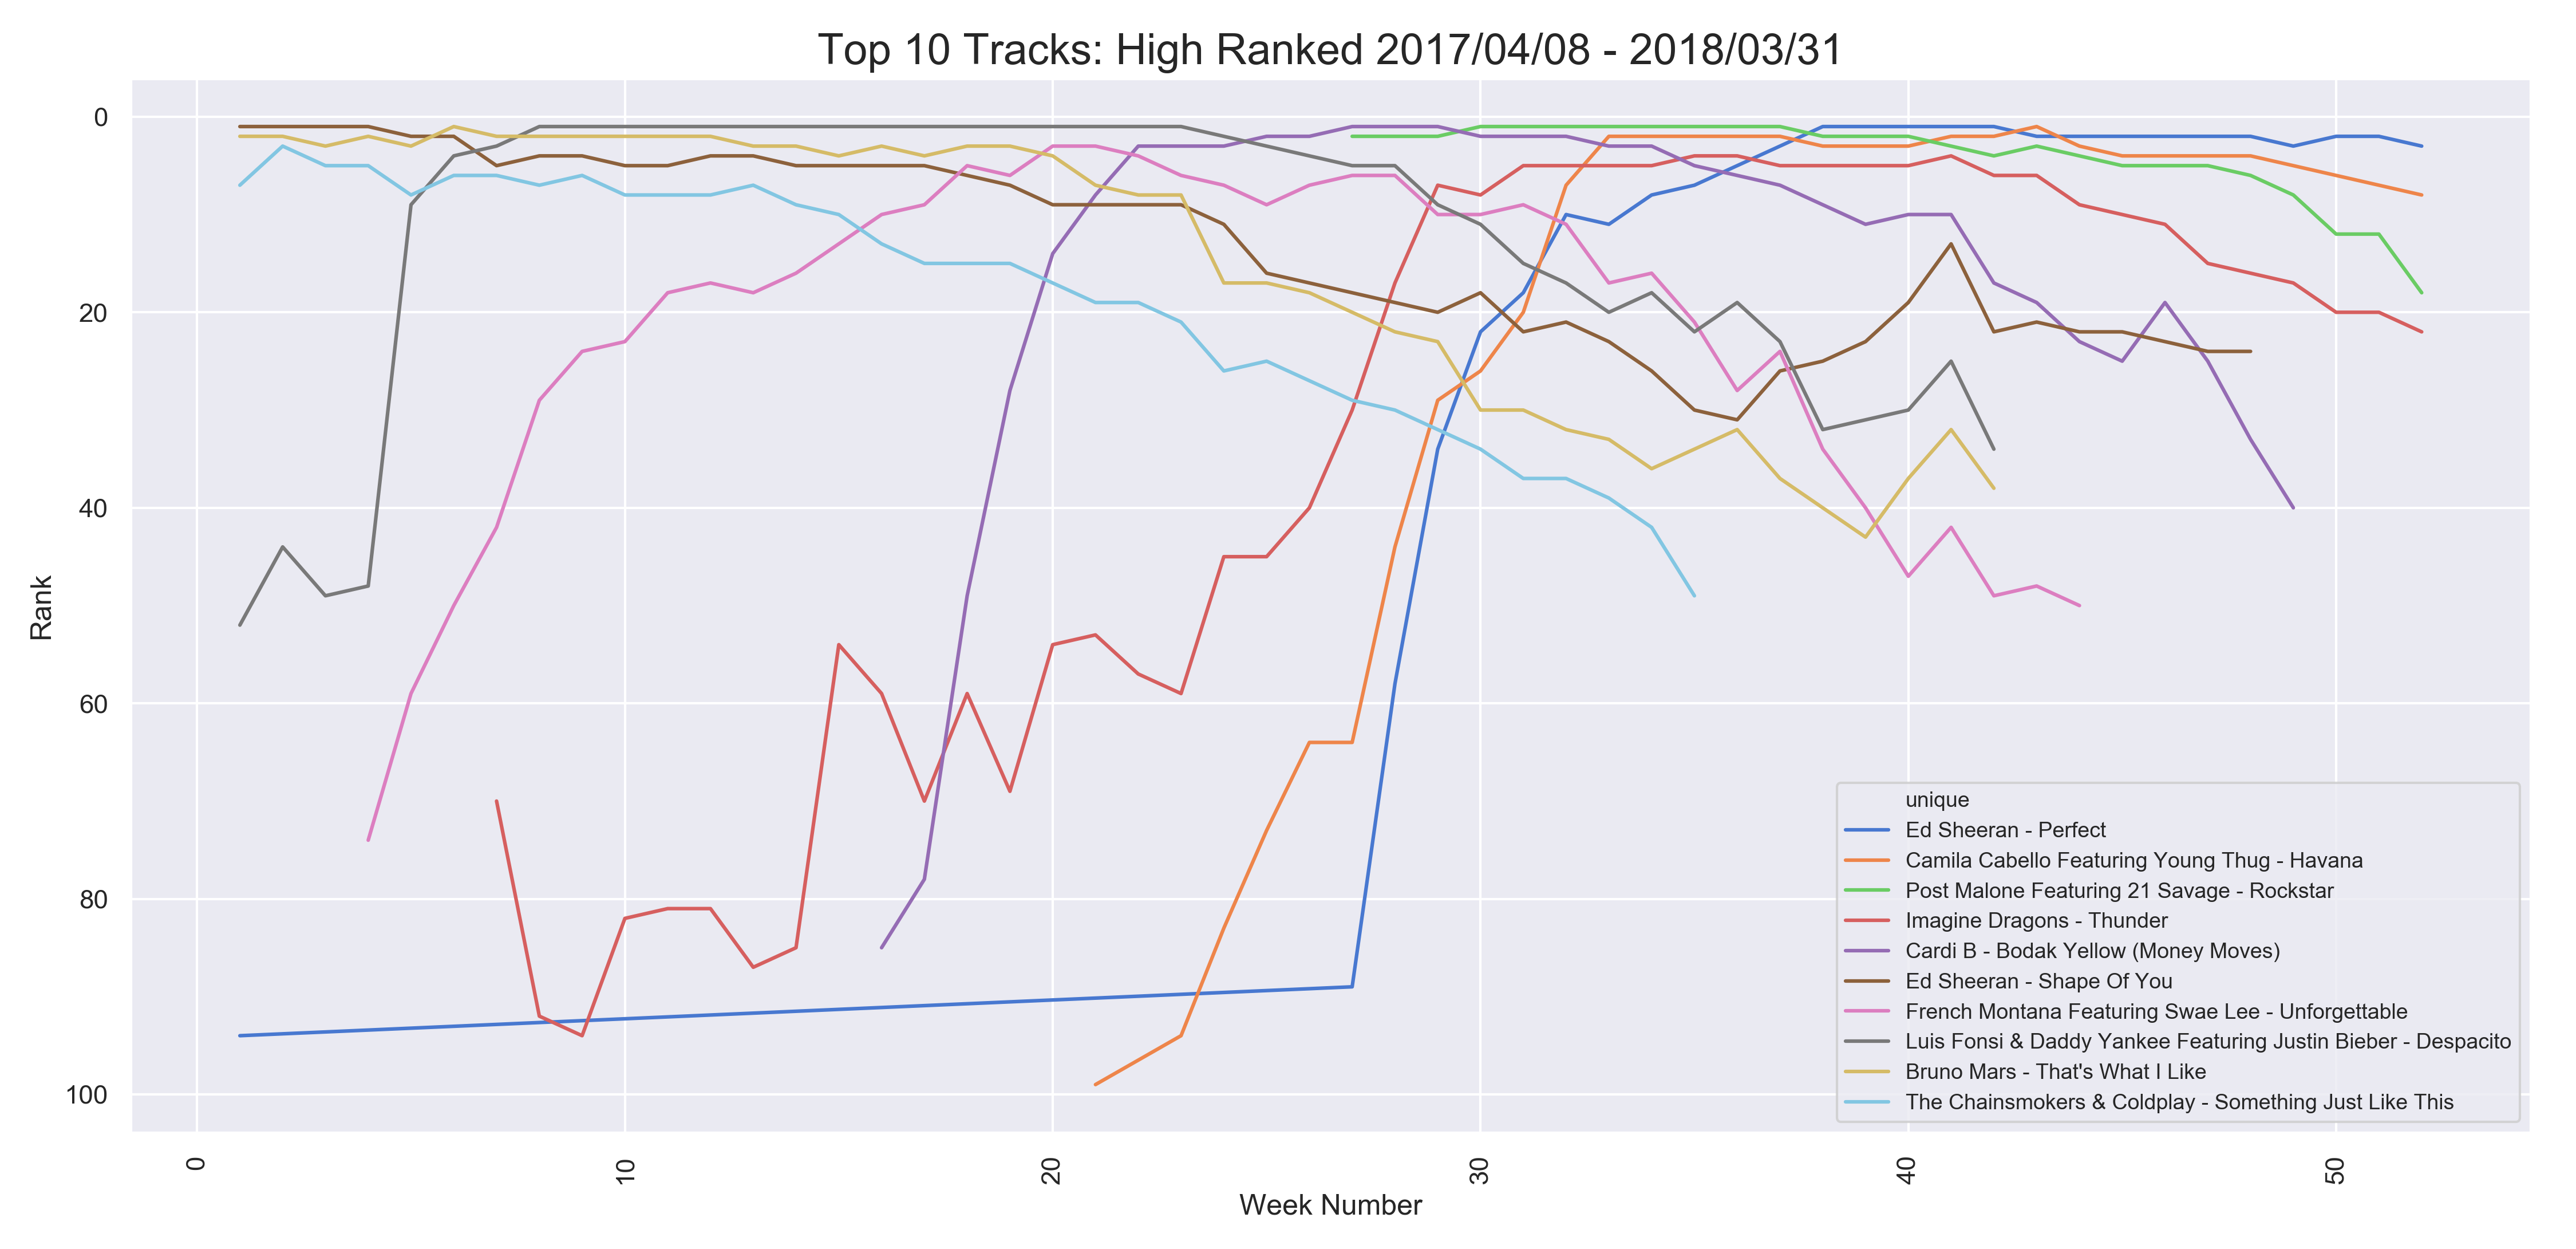 Top 10 Tracks: High Ranked 2017/04/08 - 2018/03/31
Rank
0
20
40
60
80
100
unique
Ed Sheeran - Perfect
Camila Cabello Featuring Young Thug - Havana
Post Malone Featuring 21 Savage - Rockstar
Imagine Dragons - Thunder
Cardi B - Bodak Yellow (Money Moves)
Ed Sheeran - Shape Of You
French Montana Featuring Swae Lee - Unforgettable
Luis Fonsi & Daddy Yankee Featuring Justin Bieber - Despacito
Bruno Mars - That's What I Like
The Chainsmokers & Coldplay - Something Just Like This
0 10 20 30 40 50
Week Number